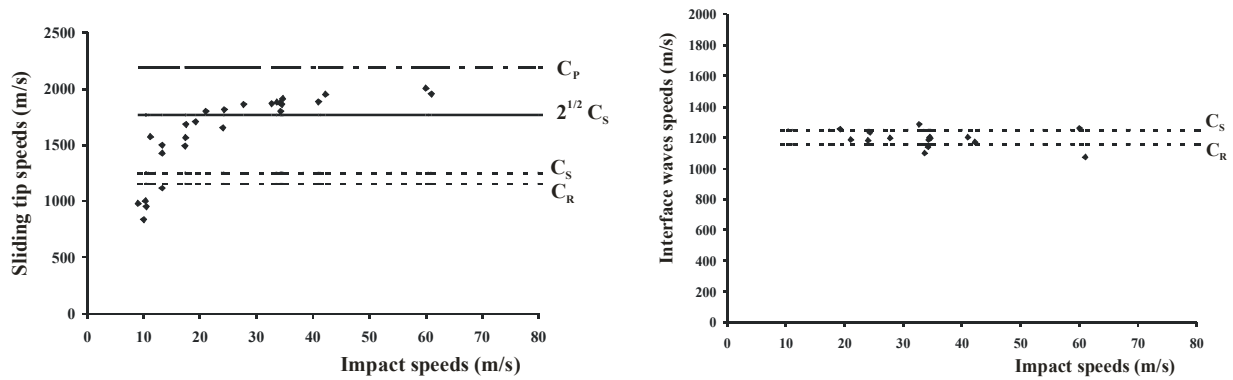 2500
2000
1500
1000
500
0
0 10 20 30 40 50 60 70 80
Sliding tip speeds (m/s)
Impact speeds (m/s)
C_P
2^{1/2} C_S
C_S
C_R
2000
1800
1600
1400
1200
1000
800
600
400
200
0
0 10 20 30 40 50 60 70 80
Interface waves speeds (m/s)
Impact speeds (m/s)
C_S
C_R